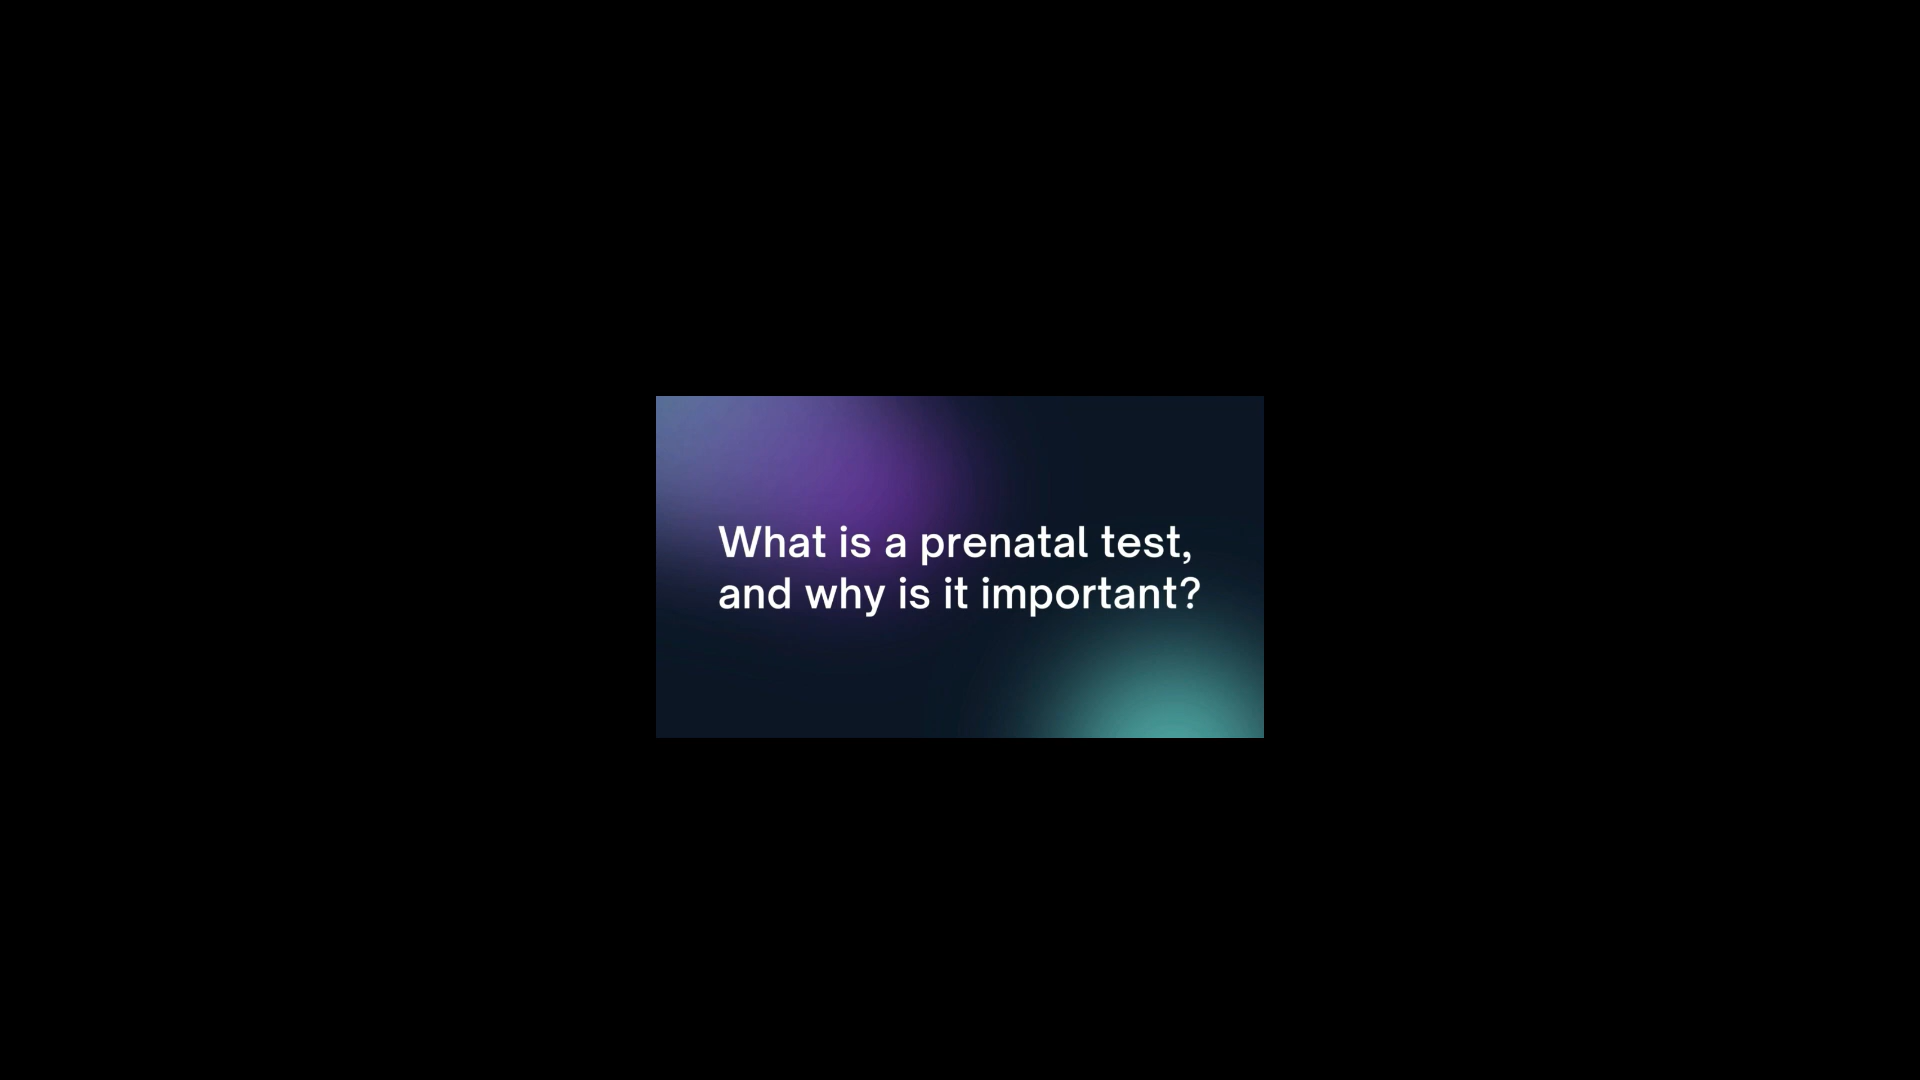 What is a prenatal test,
and why is it important?